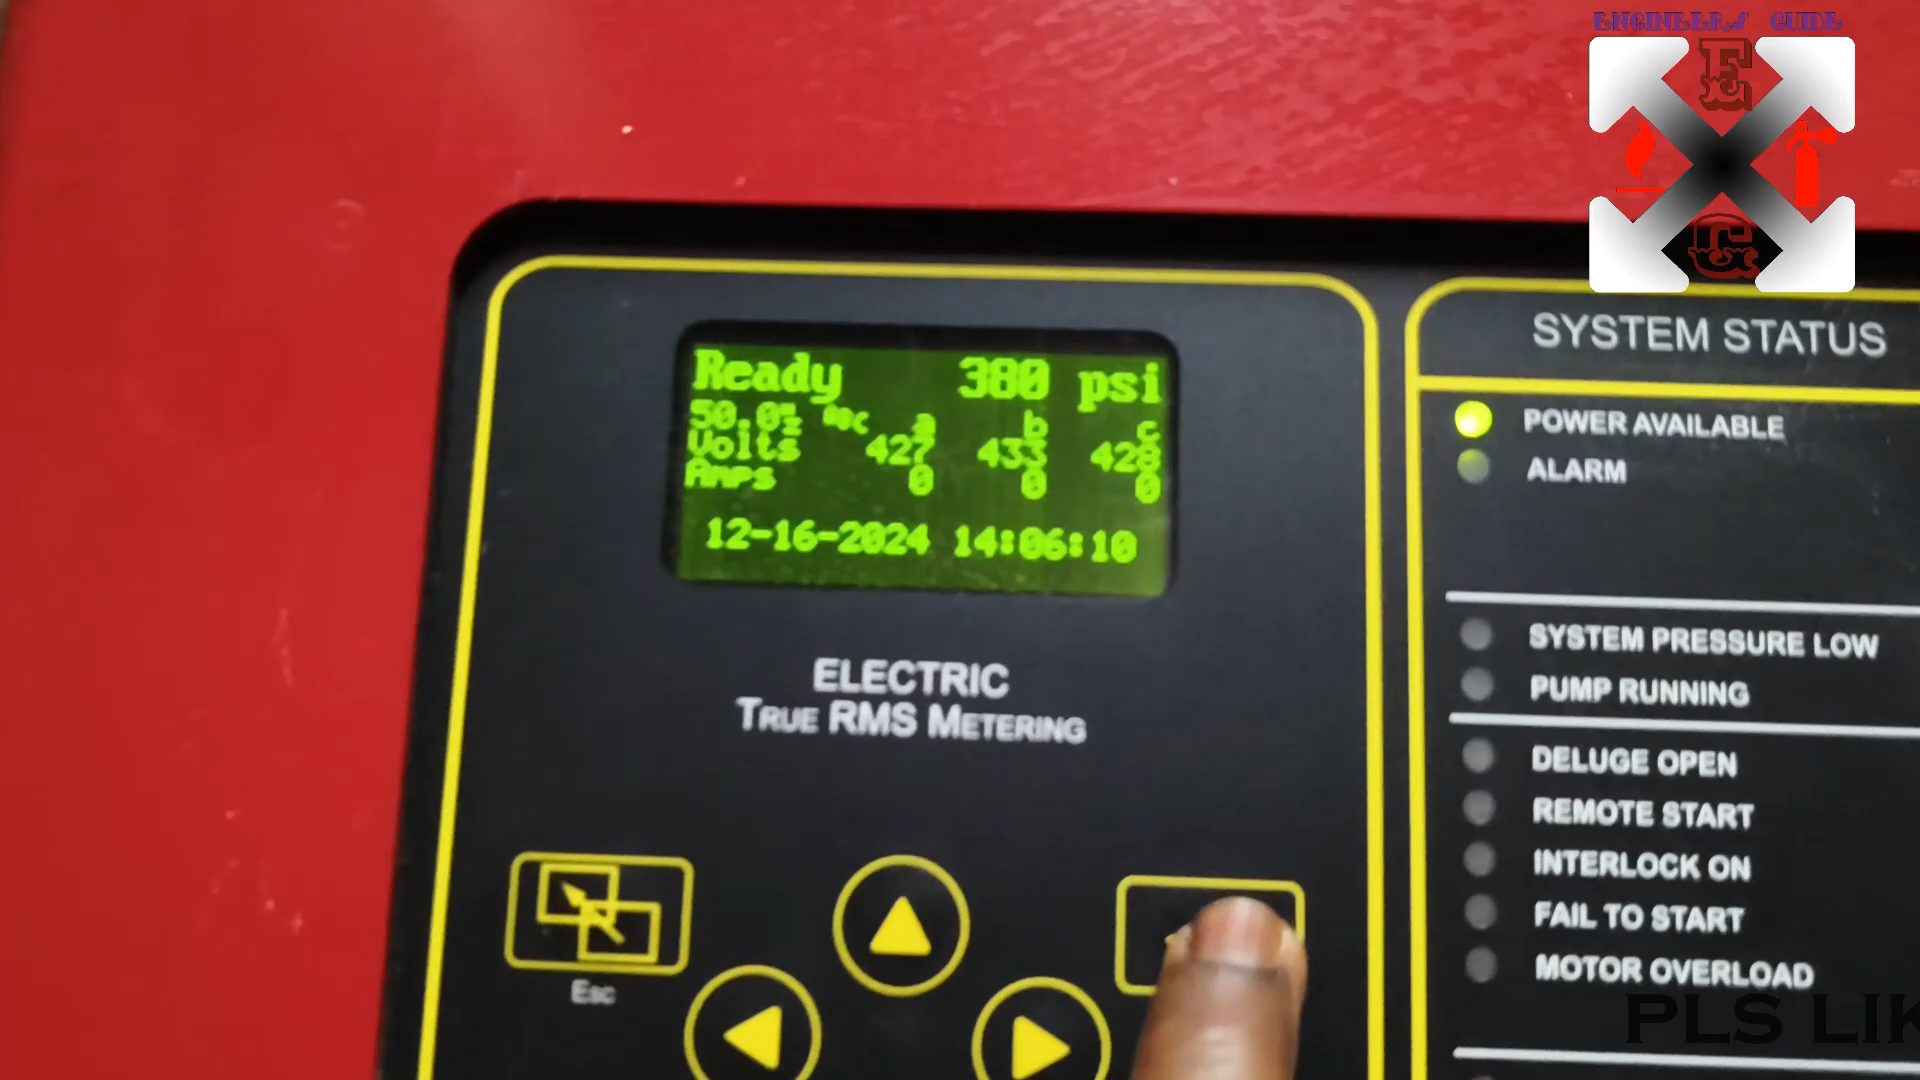 ENGINEERS GUIDE
E
G
Ready 380 psi
50.0Hz ABC a b c
Volts 427 433 428
Amps 0 0 0
12-16-2024 14:06:10
ELECTRIC
TRUE RMS METERING
Esc
SYSTEM STATUS
POWER AVAILABLE
ALARM
SYSTEM PRESSURE LOW
PUMP RUNNING
DELUGE OPEN
REMOTE START
INTERLOCK ON
FAIL TO START
MOTOR OVERLOAD
PLS LIK